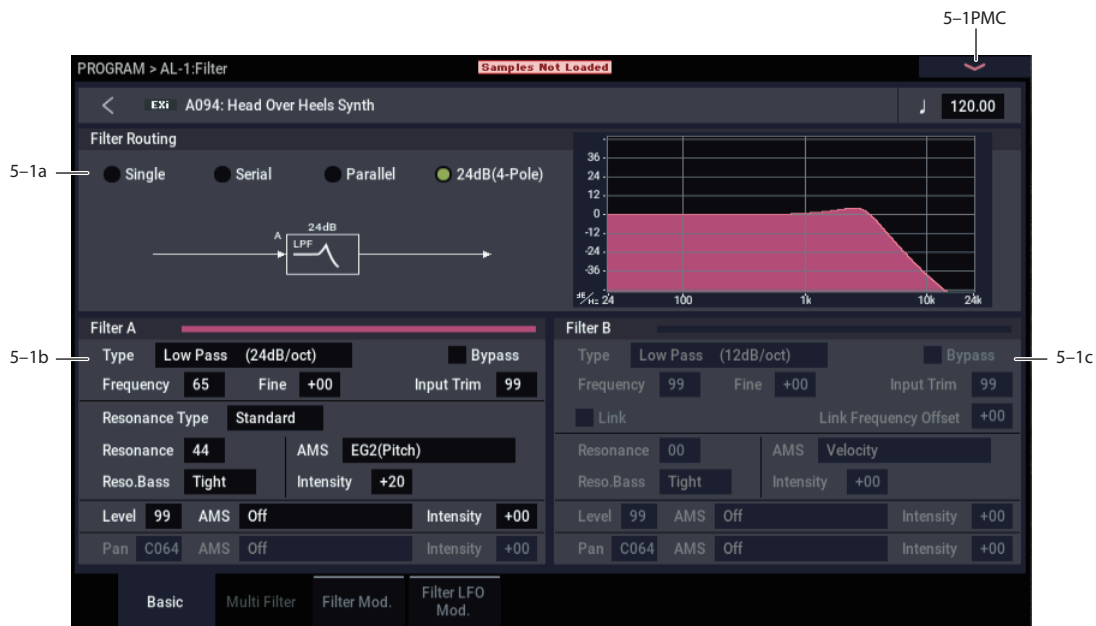 5–1PMC
PROGRAM > AL-1:Filter
Samples Not Loaded
EXi A094: Head Over Heels Synth
♩ 120.00
Filter Routing
5–1a
Single Serial Parallel 24dB(4-Pole)
A
24dB
LPF
36
24
12
0
-12
-24
-36
dB/Hz 24 100 1k 10k 24k
Filter A
5–1b
Type Low Pass (24dB/oct) Bypass
Frequency 65 Fine +00 Input Trim 99
Resonance Type Standard
Resonance 44 AMS EG2(Pitch)
Reso.Bass Tight Intensity +20
Level 99 AMS Off Intensity +00
Pan C064 AMS Off Intensity +00
Filter B
5–1c
Type Low Pass (12dB/oct) Bypass
Frequency 99 Fine +00 Input Trim 99
Link Link Frequency Offset +00
Resonance 00 AMS Velocity
Reso.Bass Tight Intensity +00
Level 99 AMS Off Intensity +00
Pan C064 AMS Off Intensity +00
Basic Multi Filter Filter Mod. Filter LFO
Mod.